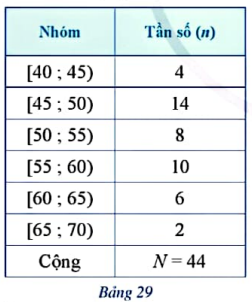 Nhóm Tần số (n)
[40 ; 45) 4
[45 ; 50) 14
[50 ; 55) 8
[55 ; 60) 10
[60 ; 65) 6
[65 ; 70) 2
Cộng N = 44
Bảng 29